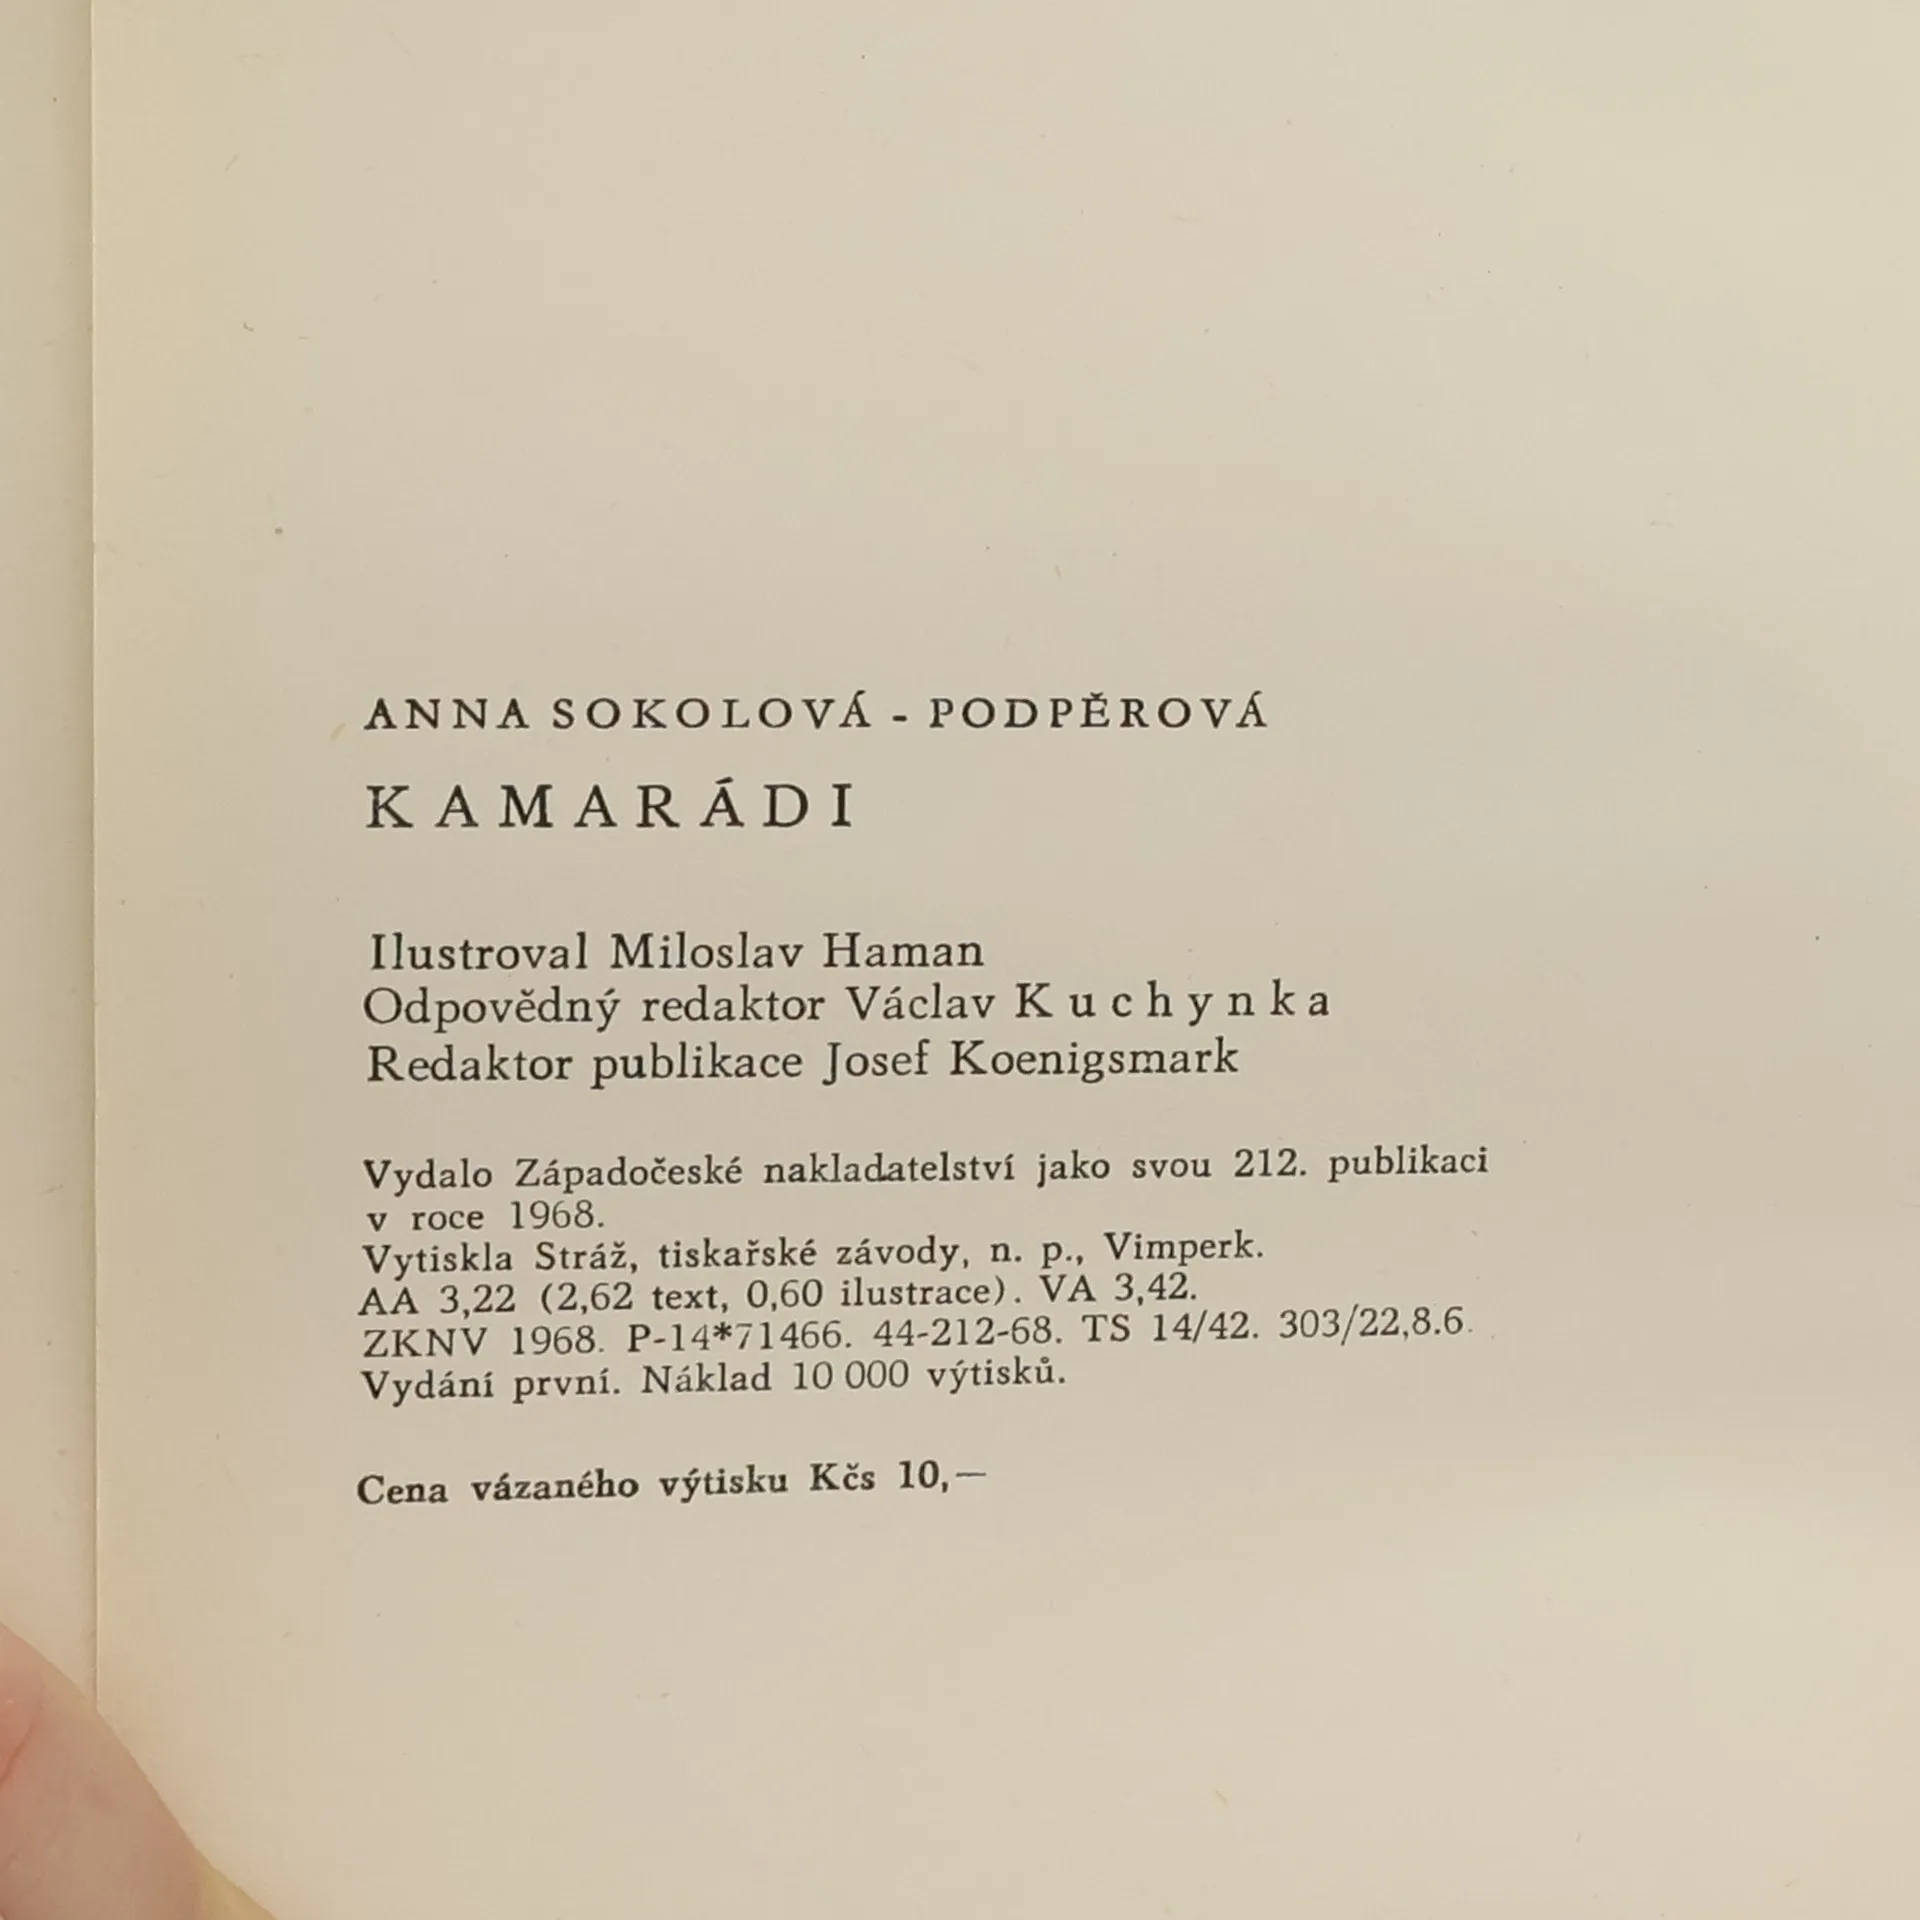 ANNA SOKOLOVÁ - PODPĚROVÁ
KAMARÁDI
Ilustroval Miloslav Haman
Odpovědný redaktor Václav Kuchynka
Redaktor publikace Josef Koenigsmark
Vydalo Západočeské nakladatelství jako svou 212. publikaci
v roce 1968.
Vytiskla Stráž, tiskařské závody, n. p., Vimperk.
AA 3,22 (2,62 text, 0,60 ilustrace). VA 3,42.
ZKNV 1968. P-14*71466. 44-212-68. TS 14/42. 303/22,8.6.
Vydání první. Náklad 10 000 výtisků.
Cena vázaného výtisku Kčs 10,—